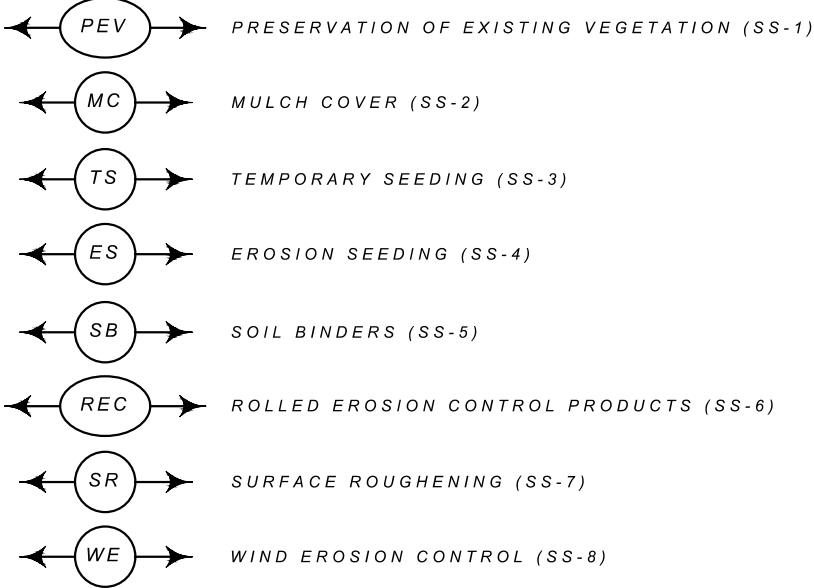 PEV PRESERVATION OF EXISTING VEGETATION (SS-1)
MC MULCH COVER (SS-2)
TS TEMPORARY SEEDING (SS-3)
ES EROSION SEEDING (SS-4)
SB SOIL BINDERS (SS-5)
REC ROLLED EROSION CONTROL PRODUCTS (SS-6)
SR SURFACE ROUGHENING (SS-7)
WE WIND EROSION CONTROL (SS-8)